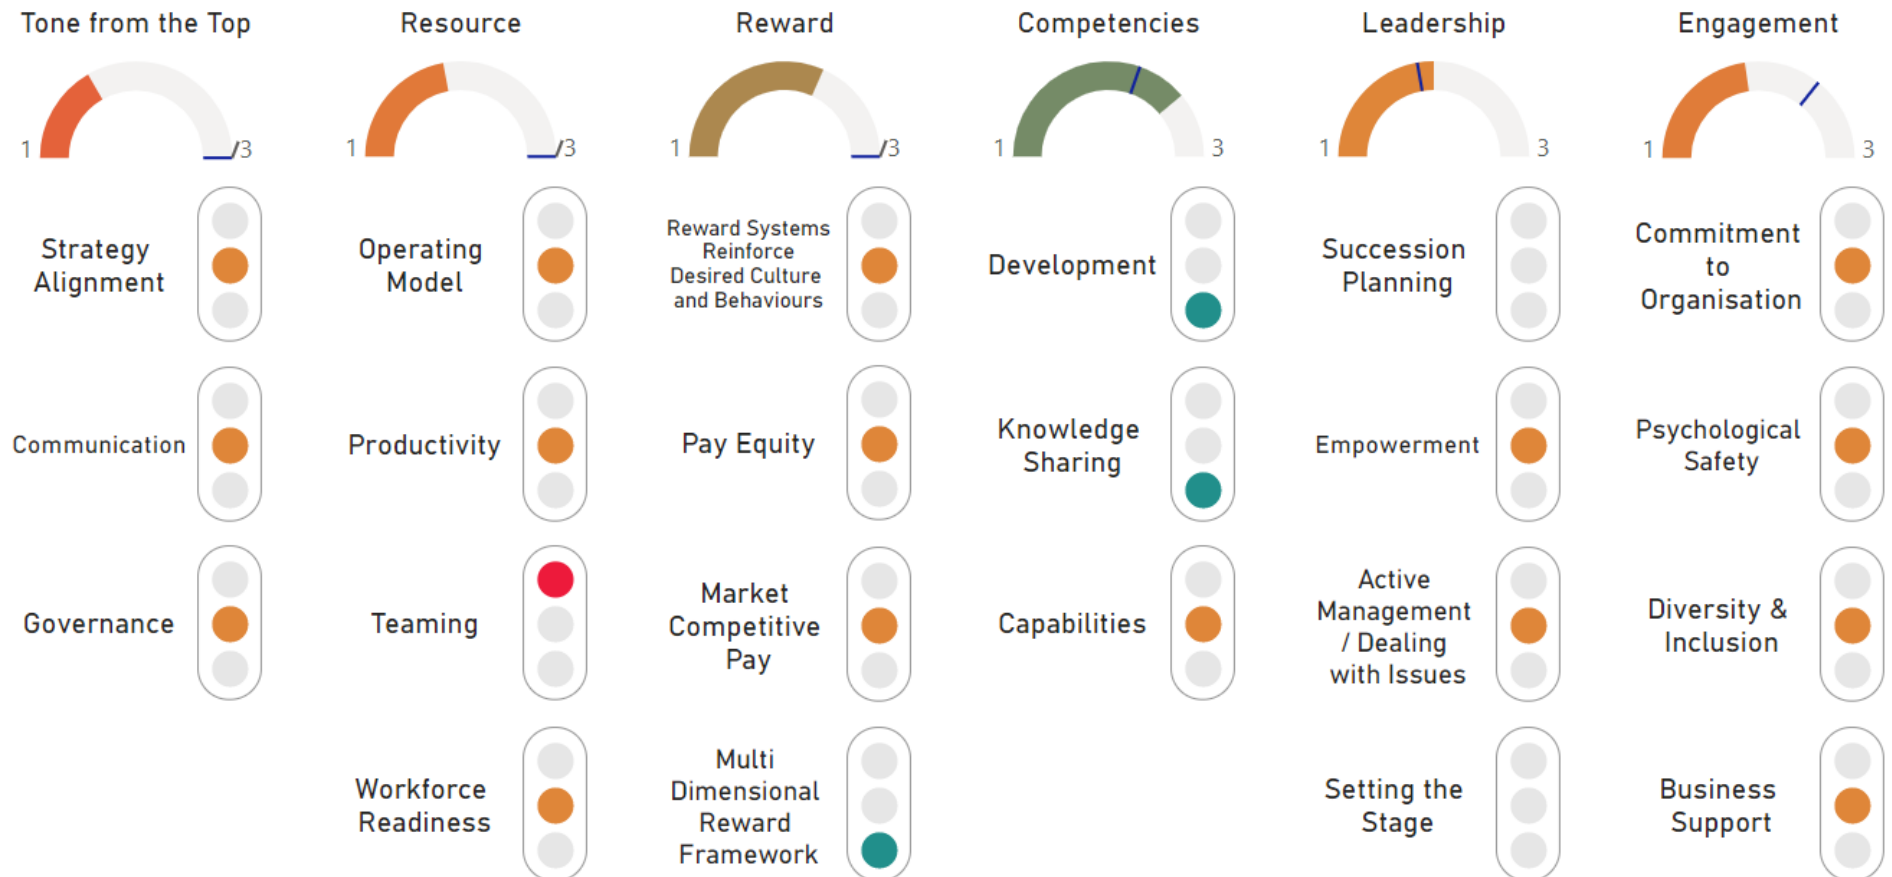 Tone from the Top
Resource
Reward
Competencies
Leadership
Engagement
1
/3
1
/3
1
/3
1
3
1
3
1
3
Strategy
Alignment
Operating
Model
Reward Systems
Reinforce
Desired Culture
and Behaviours
Development
Succession
Planning
Commitment
to
Organisation
Communication
Productivity
Pay Equity
Knowledge
Sharing
Empowerment
Psychological
Safety
Governance
Teaming
Market
Competitive
Pay
Capabilities
Active
Management
/ Dealing
with Issues
Diversity &
Inclusion
Workforce
Readiness
Multi
Dimensional
Reward
Framework
Setting the
Stage
Business
Support